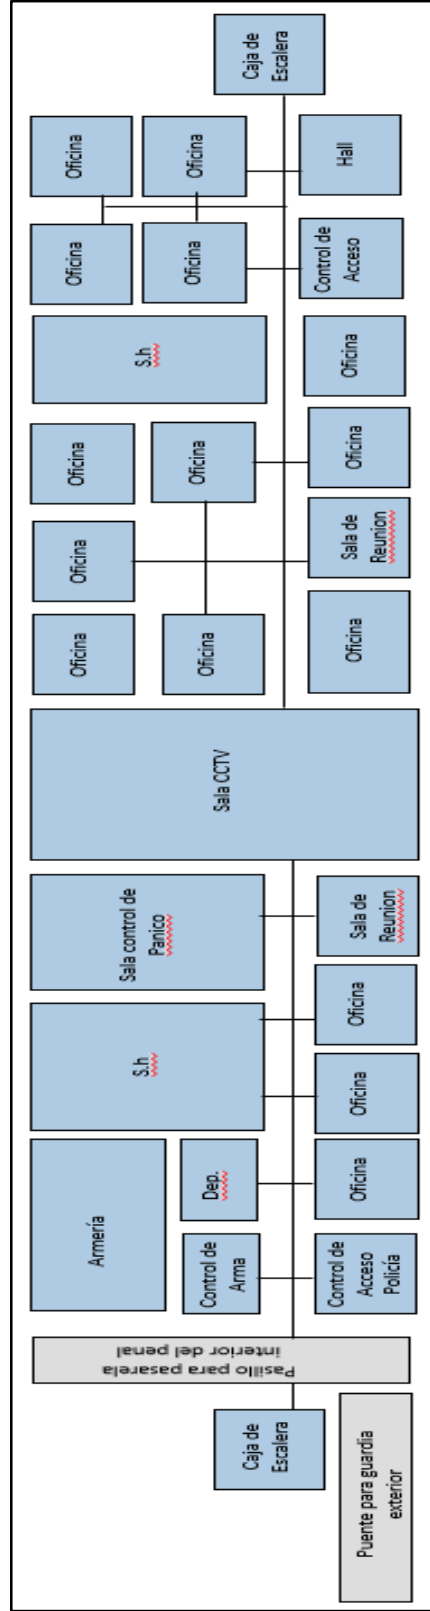 Pasillo para pasarela
interior del penal
Armería
S.h
Sala control de
Panico
Sala CCTV
Oficina
Oficina
Oficina
S.h
Oficina
Oficina
Caja de
Escalera
Control de
Arma
Dep.
Oficina
Oficina
Oficina
Oficina
Caja de
Escalera
Puente para guardia
exterior
Control de
Acceso
Policía
Oficina
Oficina
Oficina
Sala de
Reunion
Oficina
Sala de
Reunion
Oficina
Oficina
Control de
Acceso
Hall